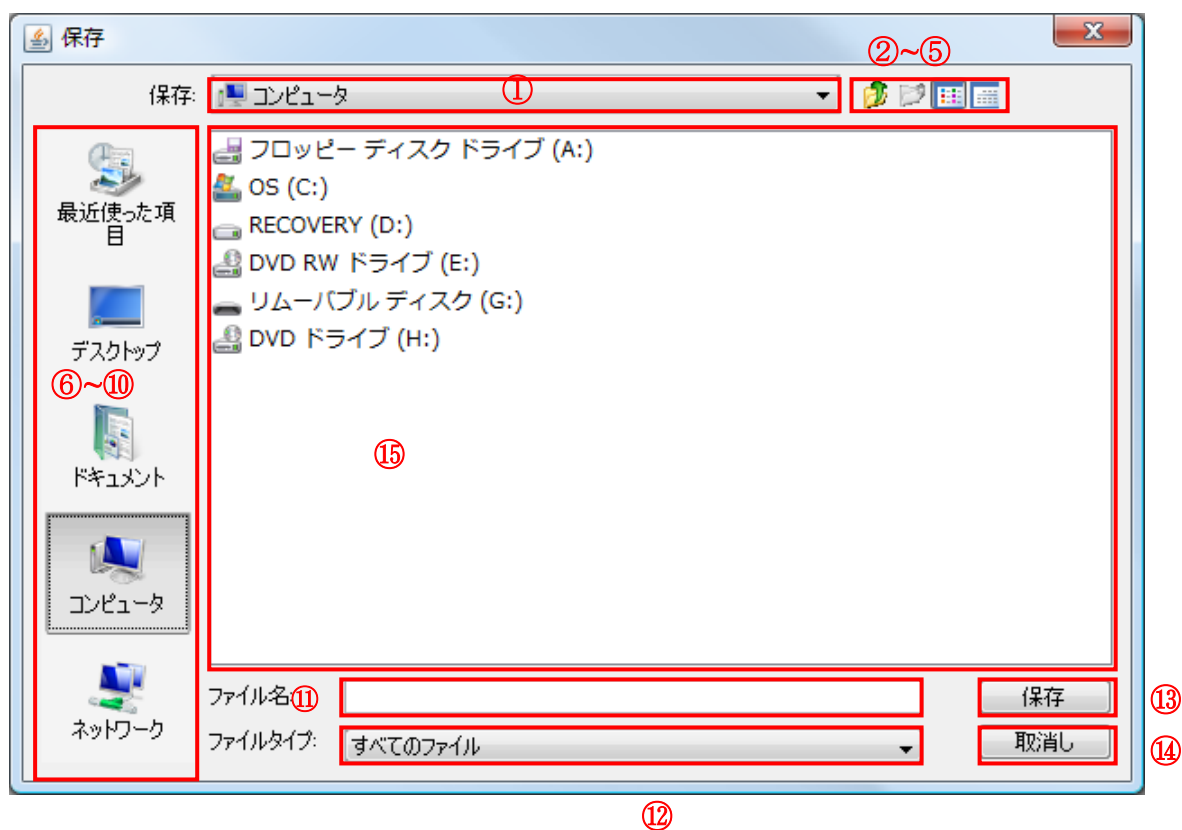 保存
②~⑤
保存:
コンピュータ
①
最近使った項
目
デスクトップ
⑥~⑩
ドキュメント
コンピュータ
ネットワーク
フロッピー ディスク ドライブ (A:)
OS (C:)
RECOVERY (D:)
DVD RW ドライブ (E:)
リムーバブル ディスク (G:)
DVD ドライブ (H:)
⑮
ファイル名:
⑪
保存
⑬
ファイルタイプ:
すべてのファイル
取消し
⑭
⑫